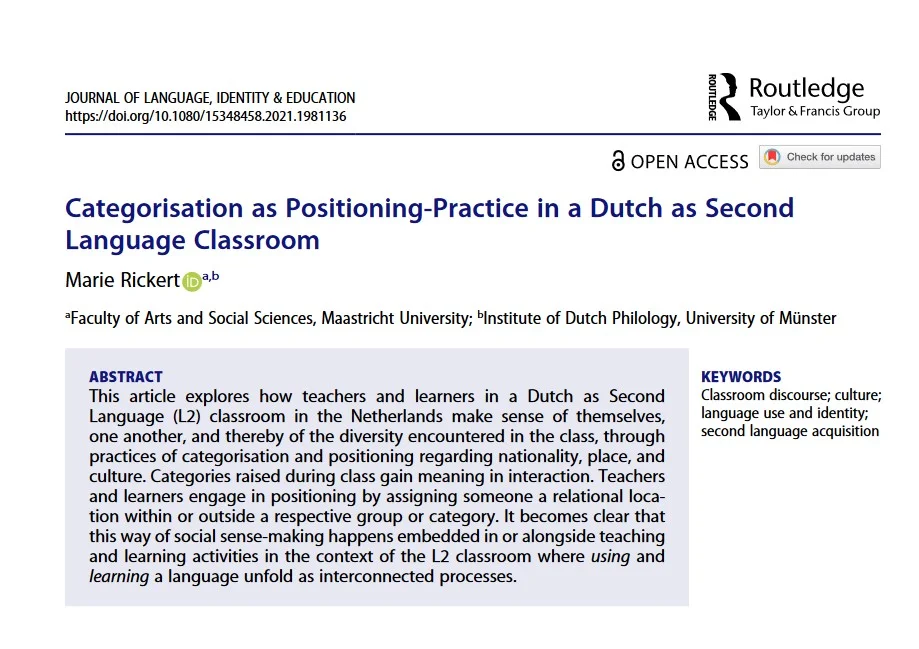 JOURNAL OF LANGUAGE, IDENTITY & EDUCATION
https://doi.org/10.1080/15348458.2021.1981136
ROUTLEDGE
Routledge
Taylor & Francis Group
OPEN ACCESS
Check for updates
Categorisation as Positioning-Practice in a Dutch as Second
Language Classroom
Marie Rickert iD a,b
aFaculty of Arts and Social Sciences, Maastricht University; bInstitute of Dutch Philology, University of Münster
ABSTRACT
This article explores how teachers and learners in a Dutch as Second
Language (L2) classroom in the Netherlands make sense of themselves,
one another, and thereby of the diversity encountered in the class, through
practices of categorisation and positioning regarding nationality, place, and
culture. Categories raised during class gain meaning in interaction. Teachers
and learners engage in positioning by assigning someone a relational loca-
tion within or outside a respective group or category. It becomes clear that
this way of social sense-making happens embedded in or alongside teaching
and learning activities in the context of the L2 classroom where using and
learning a language unfold as interconnected processes.
KEYWORDS
Classroom discourse; culture;
language use and identity;
second language acquisition